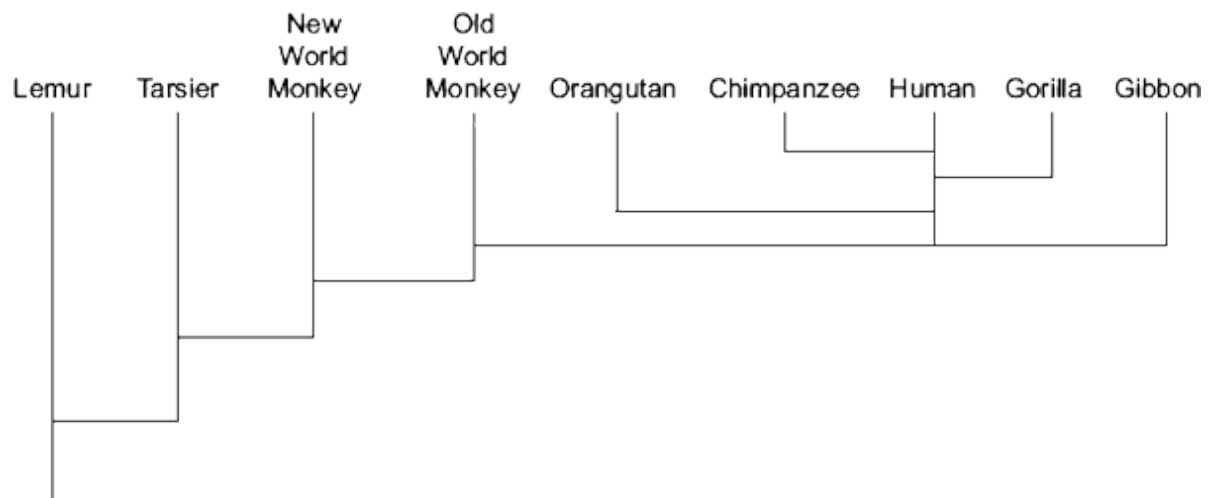 New
World
Monkey
Old
World
Monkey
Lemur
Tarsier
Orangutan
Chimpanzee
Human
Gorilla
Gibbon